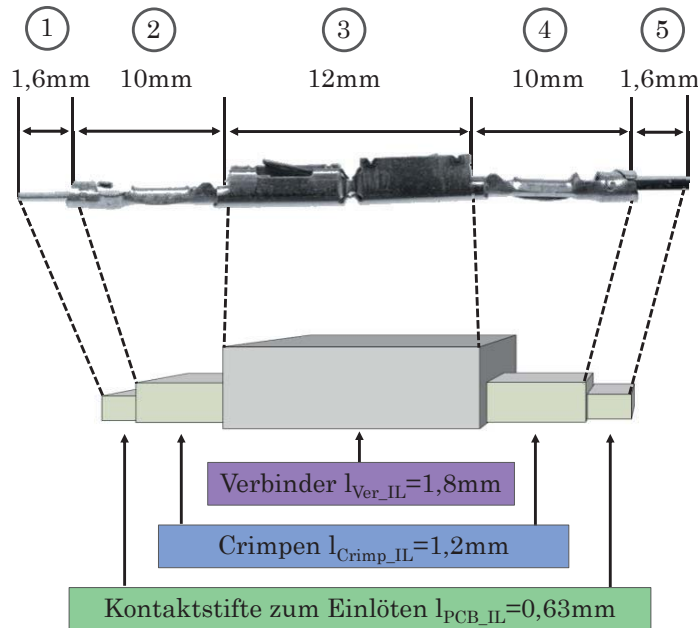 1 2 3 4 5
1,6mm 10mm 12mm 10mm 1,6mm
Verbinder lVer_IL=1,8mm
Crimpen lCrimp_IL=1,2mm
Kontaktstifte zum Einlöten lPCB_IL=0,63mm